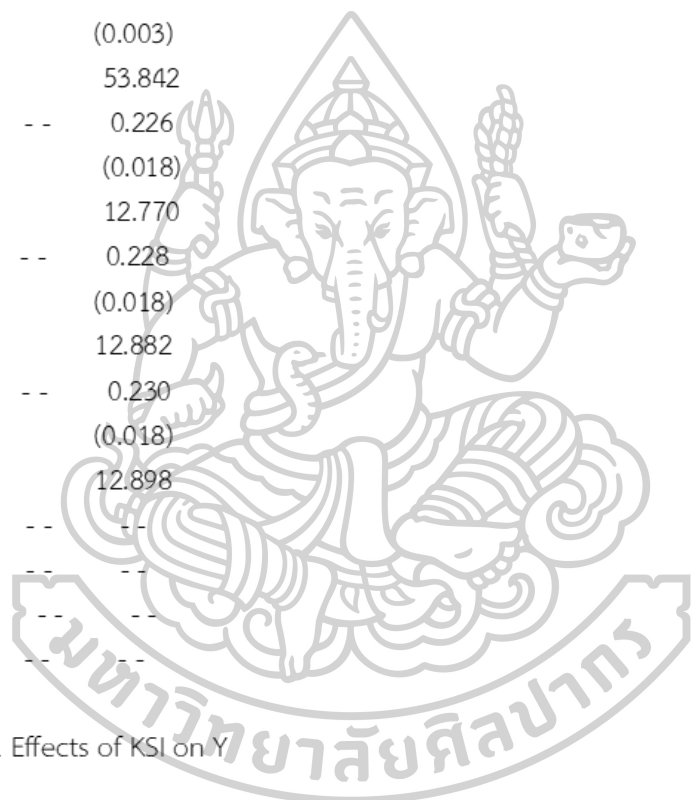 (0.003)
53.842
- - 0.226
(0.018)
12.770
- - 0.228
(0.018)
12.882
- - 0.230
(0.018)
12.898
- - - -
- - - -
- - - -
- - - -
มหาวิทยาลัยศิลปากร
Effects of KSI on Y